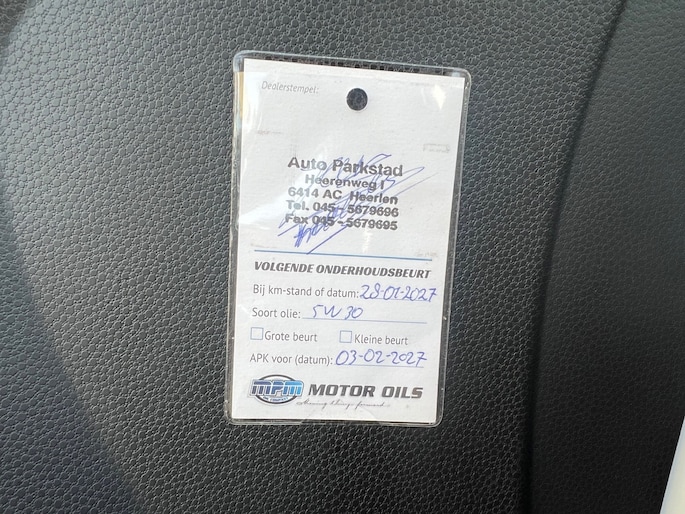 Dealerstempel:
Auto Parkstad
Heerenweg 1
6414 AC Heerlen
Tel. 045 - 5679696
Fax 045 - 5679695
VOLGENDE ONDERHOUDSBEURT
Bij km-stand of datum: 28-01-2027
Soort olie: 5W30
Grote beurt Kleine beurt
APK voor (datum): 03-02-2027
MPM MOTOR OILS